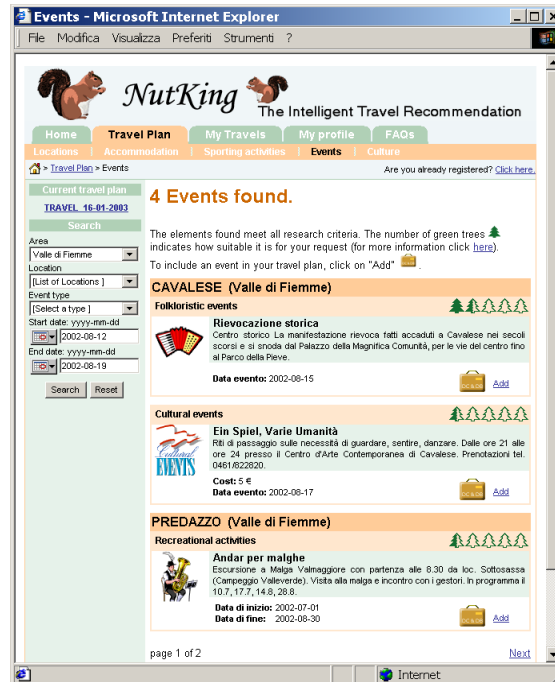 Events - Microsoft Internet Explorer
File Modifica Visualizza Preferiti Strumenti ?
NutKing
The Intelligent Travel Recommendation
Home Travel Plan My Travels My profile FAQs
Locations | Accommodation | Sporting activities | Events | Culture
> Travel Plan > Events
Are you already registered? Click here.
Current travel plan
TRAVEL_16-01-2003
Search
Area
Valle di Fiemme
Location
[List of Locations ]
Event type
[Select a type ]
Start date: yyyy-mm-dd
2002-08-12
End date: yyyy-mm-dd
2002-08-19
Search Reset
4 Events found.
The elements found meet all research criteria. The number of green trees
indicates how suitable it is for your request (for more information click here).
To include an event in your travel plan, click on "Add" .
CAVALESE (Valle di Fiemme)
Folkloristic events
Rievocazione storica
Centro storico La manifestazione rievoca fatti accaduti a Cavalese nei secoli
scorsi e si snoda dal Palazzo della Magnifica Comunità, per le vie del centro fino
al Parco della Pieve.
Data evento: 2002-08-15
Add
Cultural events
Cultural
EVENTS
Ein Spiel, Varie Umanità
Riti di passagio sulle necessità di guardare, sentire, danzare. Dalle ore 21 alle
ore 24 presso il Centro d'Arte Contemporanea di Cavalese. Prenotazioni tel.
0461/822820.
Cost: 5 €
Data evento: 2002-08-17
Add
PREDAZZO (Valle di Fiemme)
Recreational activities
Andar per malghe
Escursione a Malga Valmaggiore con partenza alle 8.30 da loc. Sottosassa
(Campeggio Valleverde). Visita alla malga e incontro con i gestori. In programma il
10.7, 17.7, 14.8, 28.8.
Data di inizio: 2002-07-01
Data di fine: 2002-08-30
Add
page 1 of 2
Next
Internet